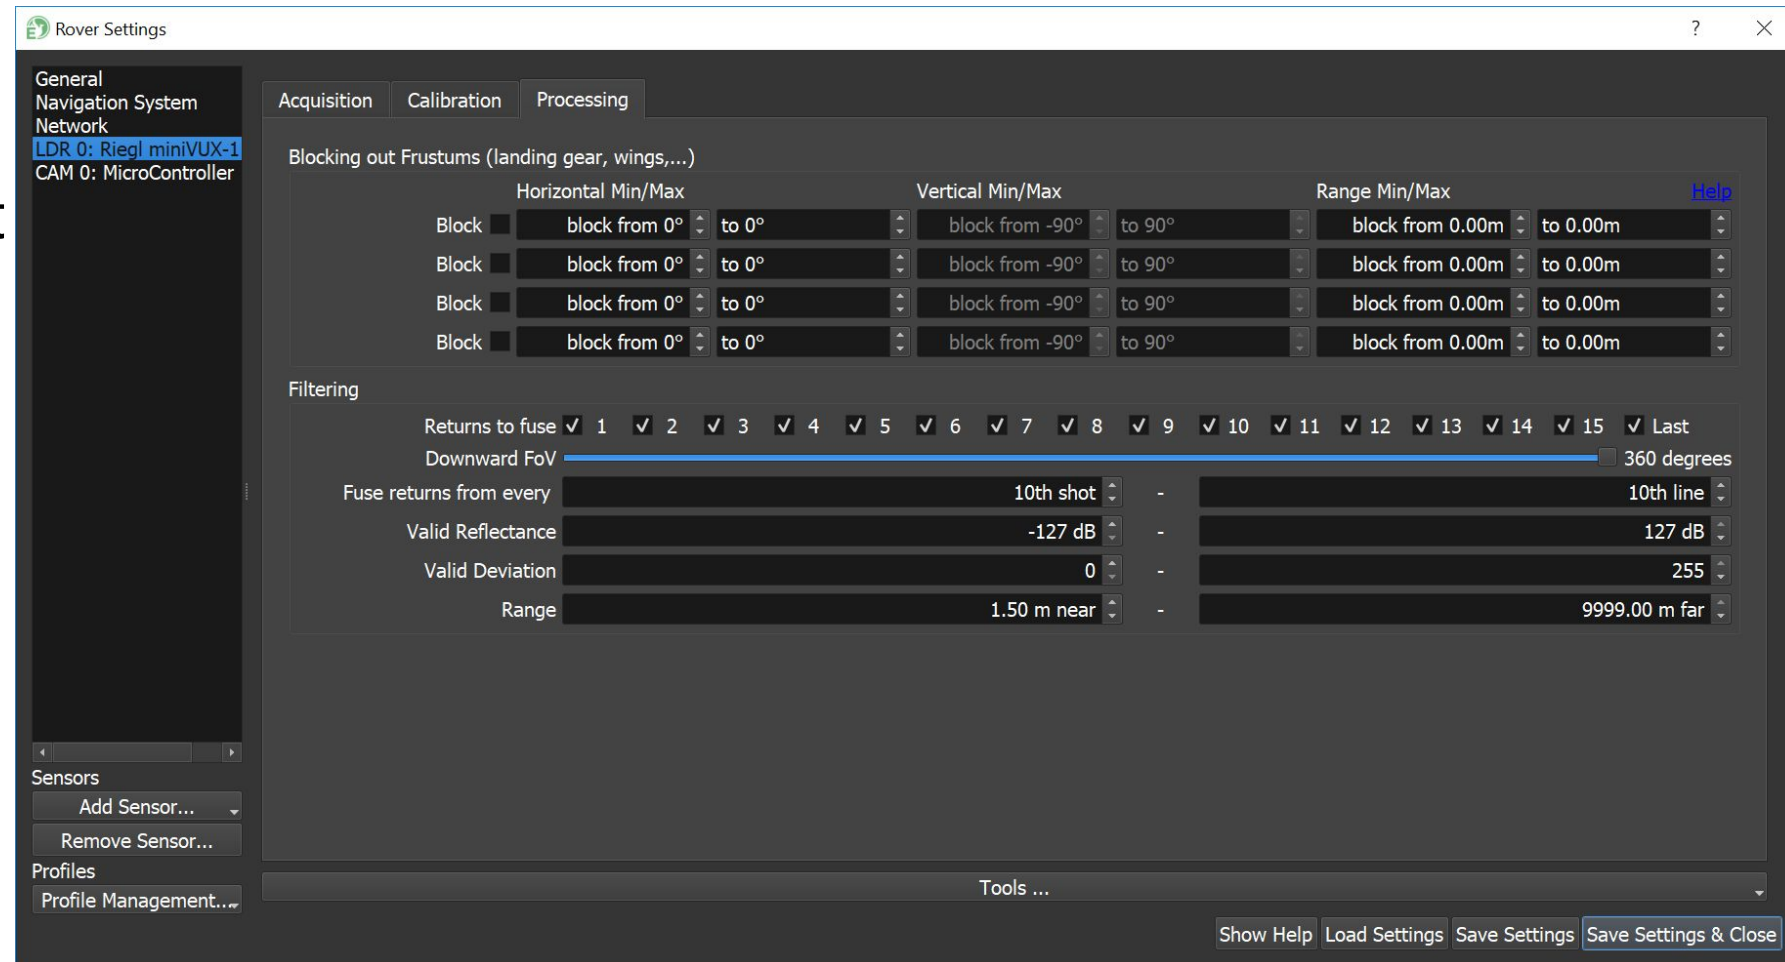 Rover Settings
General
Navigation System
Network
LDR 0: Riegl miniVUX-1
CAM 0: MicroController
Acquisition Calibration Processing
Blocking out Frustums (landing gear, wings,...)
Horizontal Min/Max Vertical Min/Max Range Min/Max Help
Block block from 0° to 0° block from -90° to 90° block from 0.00m to 0.00m
Block block from 0° to 0° block from -90° to 90° block from 0.00m to 0.00m
Block block from 0° to 0° block from -90° to 90° block from 0.00m to 0.00m
Block block from 0° to 0° block from -90° to 90° block from 0.00m to 0.00m
Filtering
Returns to fuse 1 2 3 4 5 6 7 8 9 10 11 12 13 14 15 Last
Downward FoV 360 degrees
Fuse returns from every 10th shot - 10th line
Valid Reflectance -127 dB - 127 dB
Valid Deviation 0 - 255
Range 1.50 m near - 9999.00 m far
Sensors
Add Sensor...
Remove Sensor...
Profiles
Profile Management...
Tools ...
Show Help Load Settings Save Settings Save Settings & Close